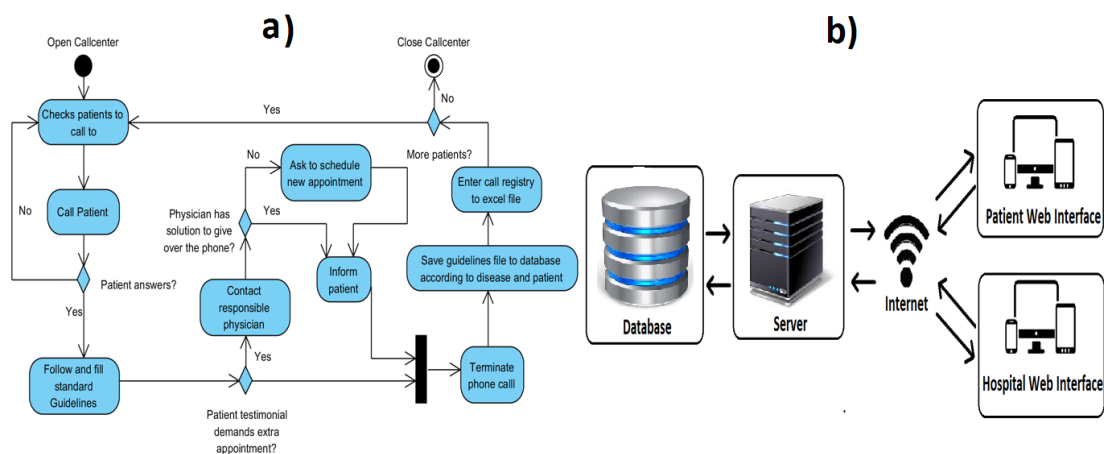 a)
Open Callcenter
Close Callcenter
No
Yes
Checks patients to
call to
More patients?
No
Ask to schedule
new appointment
Enter call registry
to excel file
Call Patient
No
Physician has
solution to give
over the phone?
Yes
Inform
patient
Save guidelines file to database
according to disease and patient
Patient answers?
Contact
responsible
physician
Yes
Yes
Follow and fill
standard
Guidelines
Terminate
phone calll
Patient testimonial
demands extra
appointment?
b)
Database
Server
Internet
Patient Web Interface
Hospital Web Interface